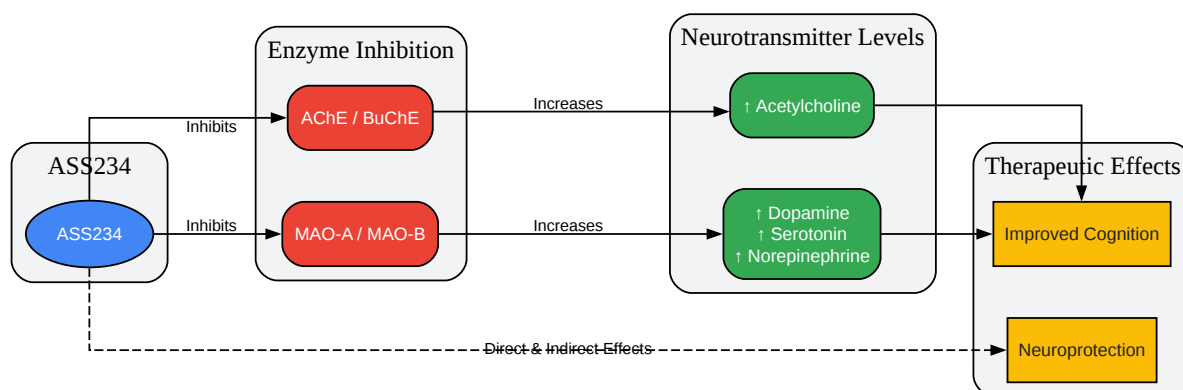 Enzyme Inhibition
Neurotransmitter Levels
AChE / BuChE
Increases
↑ Acetylcholine
Inhibits
ASS234
Therapeutic Effects
ASS234
Inhibits
MAO-A / MAO-B
Increases
↑ Dopamine
↑ Serotonin
↑ Norepinephrine
Improved Cognition
Direct & Indirect Effects
Neuroprotection